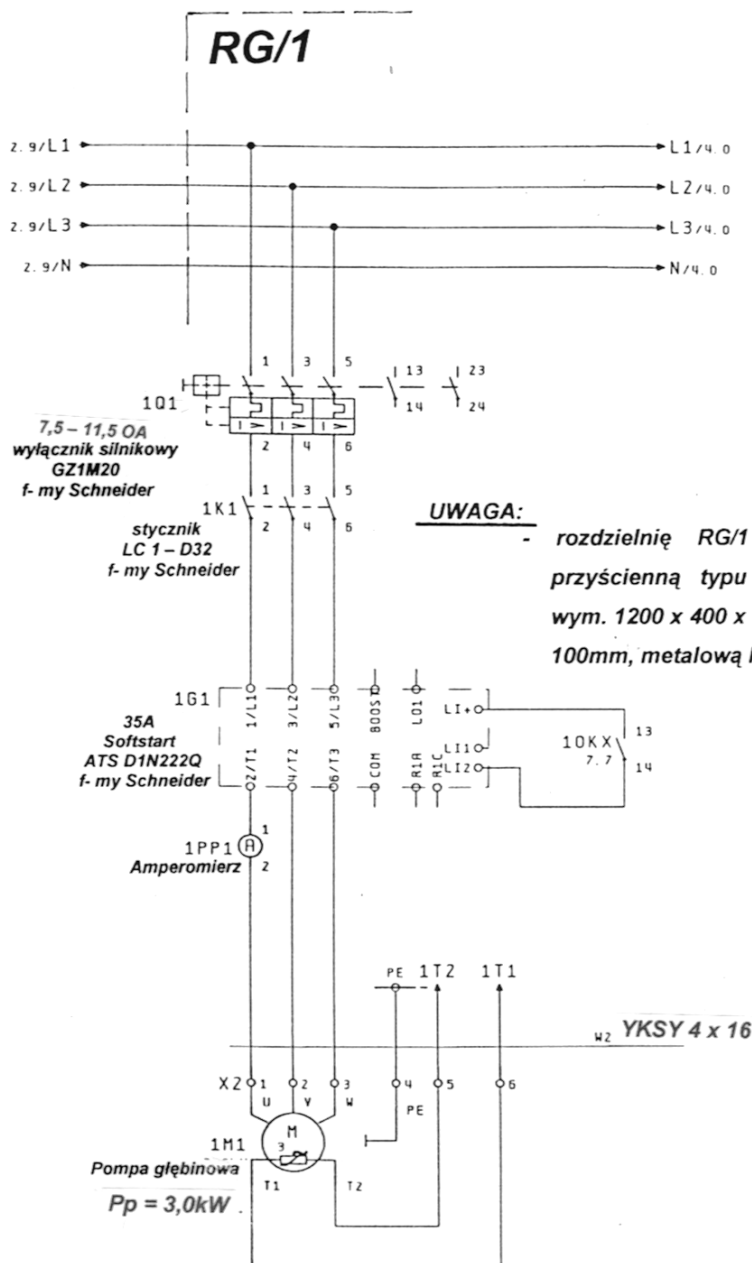 RG/1
2.9/L1 L1/4.0
2.9/L2 L2/4.0
2.9/L3 L3/4.0
2.9/N N/4.0
1 3 5 13 23
14 24
1Q1
I > I > I >
2 4 6
7,5 – 11,5 OA
wyłącznik silnikowy
GZ1M20
f- my Schneider
1 3 5
1K1
2 4 6
stycznik
LC 1 – D32
f- my Schneider
UWAGA:
- rozdzielnię RG/1
przyścienną typu
wym. 1200 x 400 x
100mm, metalową
1G1
1/L1 3/L2 5/L3 BOOST LO1 LI+
35A
Softstart
ATS D1N222Q
f- my Schneider
LI1
LI2
2/T1 4/T2 6/T3 COM R1A R1C
10KX 13
7.7 14
1
1PP1 A
2
Amperomierz
PE 1T2 1T1
W2 YKSY 4 x 16
X2 1 2 3 4 5 6
U V W PE
M
3
1M1
Pompa głębinowa
T1 T2
Pp = 3,0kW